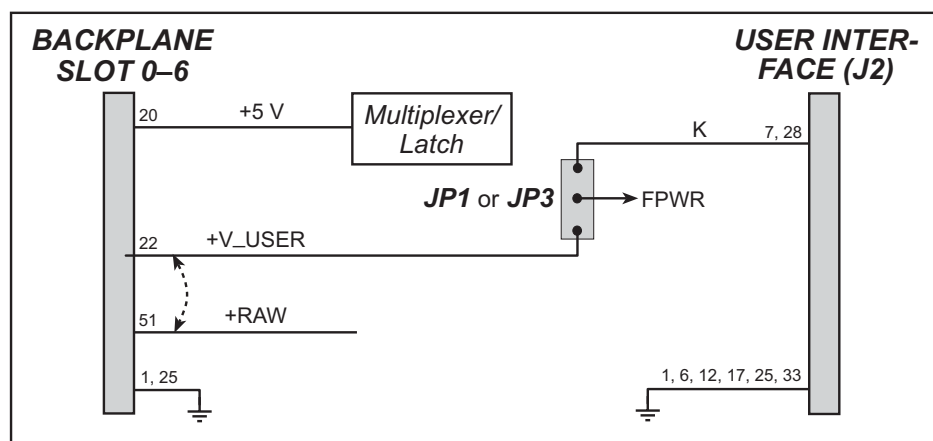 BACKPLANE
SLOT 0–6
USER INTER-
FACE (J2)
20
+5 V
Multiplexer/
Latch
K
7, 28
JP1 or JP3
FPWR
22
+V_USER
51
+RAW
1, 25
1, 6, 12, 17, 25, 33